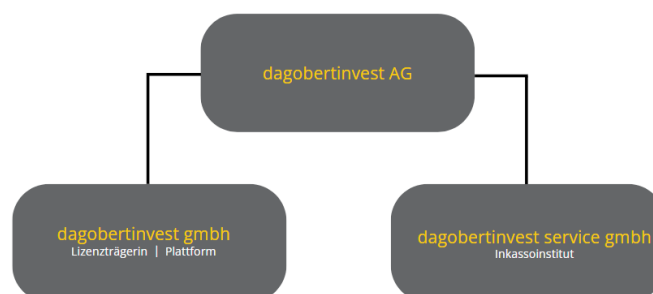 dagobertinvest AG
dagobertinvest gmbh
Lizenzträgerin | Plattform
dagobertinvest service gmbh
Inkassoinstitut